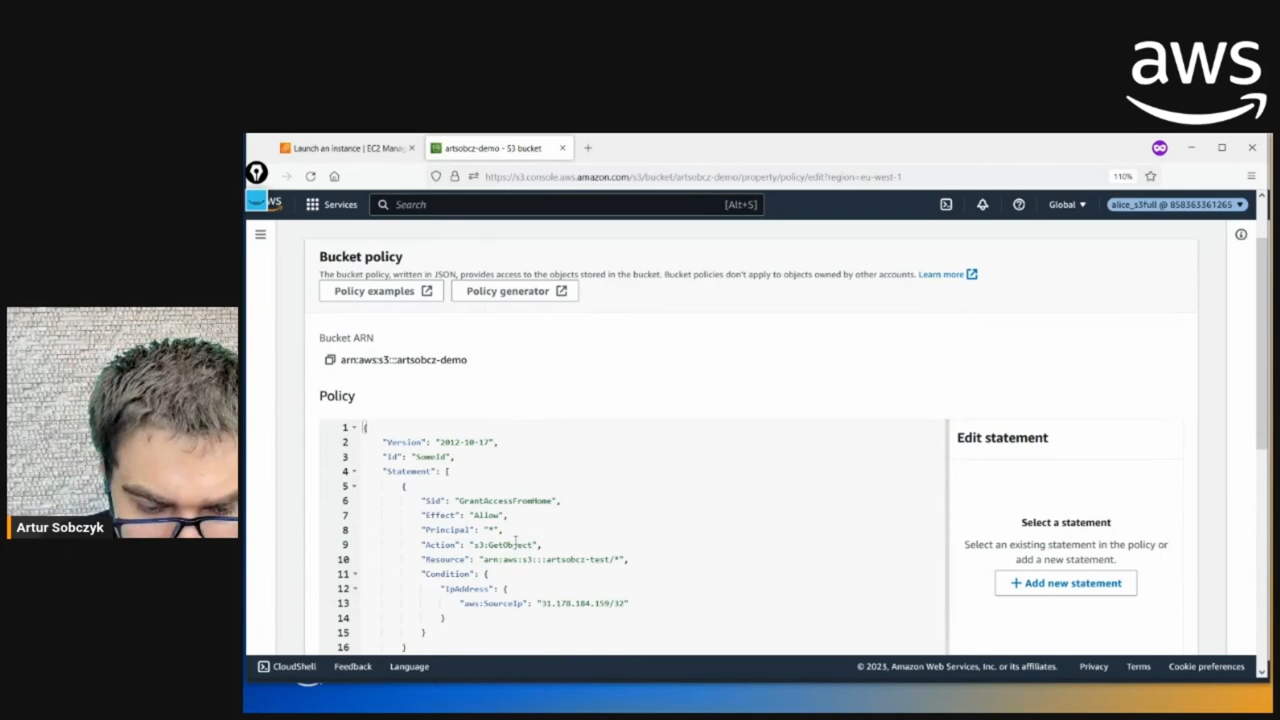 aws
Launch an instance | EC2 Manag
artsobcz-demo - S3 bucket
https://s3.console.aws.amazon.com/s3/bucket/artsobcz-demo/property/policy/edit?region=eu-west-1
110%
Services
Search
[Alt+S]
Global
alice_s3full @ 858363361265
Bucket policy
The bucket policy, written in JSON, provides access to the objects stored in the bucket. Bucket policies don't apply to objects owned by other accounts. Learn more
Policy examples
Policy generator
Bucket ARN
arn:aws:s3:::artsobcz-demo
Policy
1 {
2 "Version": "2012-10-17",
3 "Id": "SomeId",
4 "Statement": [
5 {
6 "Sid": "GrantAccessFromHome",
7 "Effect": "Allow",
8 "Principal": "*",
9 "Action": "s3:GetObject",
10 "Resource": "arn:aws:s3:::artsobcz-test/*",
11 "Condition": {
12 "IpAddress": {
13 "aws:SourceIp": "31.178.184.159/32"
14 }
15 }
16 }
Edit statement
Select a statement
Select an existing statement in the policy or
add a new statement.
+ Add new statement
CloudShell
Feedback
Language
© 2023, Amazon Web Services, Inc. or its affiliates.
Privacy
Terms
Cookie preferences
Artur Sobczyk